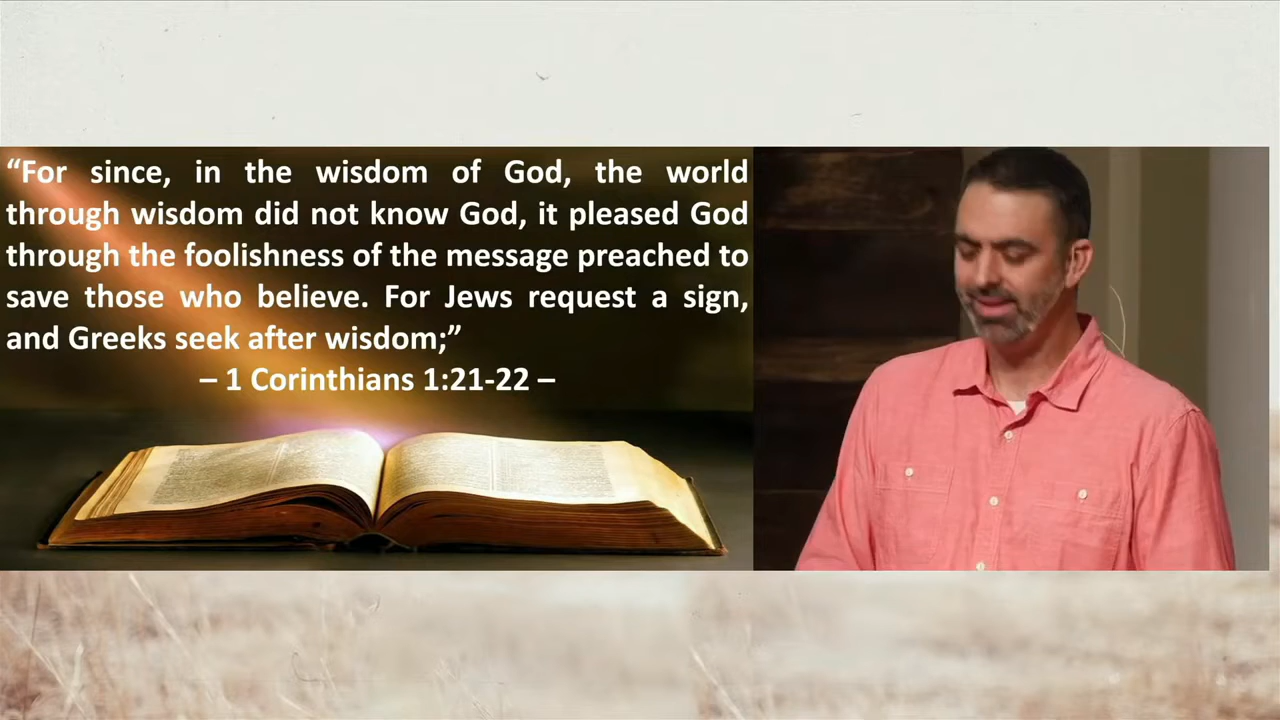 “For since, in the wisdom of God, the world
through wisdom did not know God, it pleased God
through the foolishness of the message preached to
save those who believe. For Jews request a sign,
and Greeks seek after wisdom;”
– 1 Corinthians 1:21-22 –